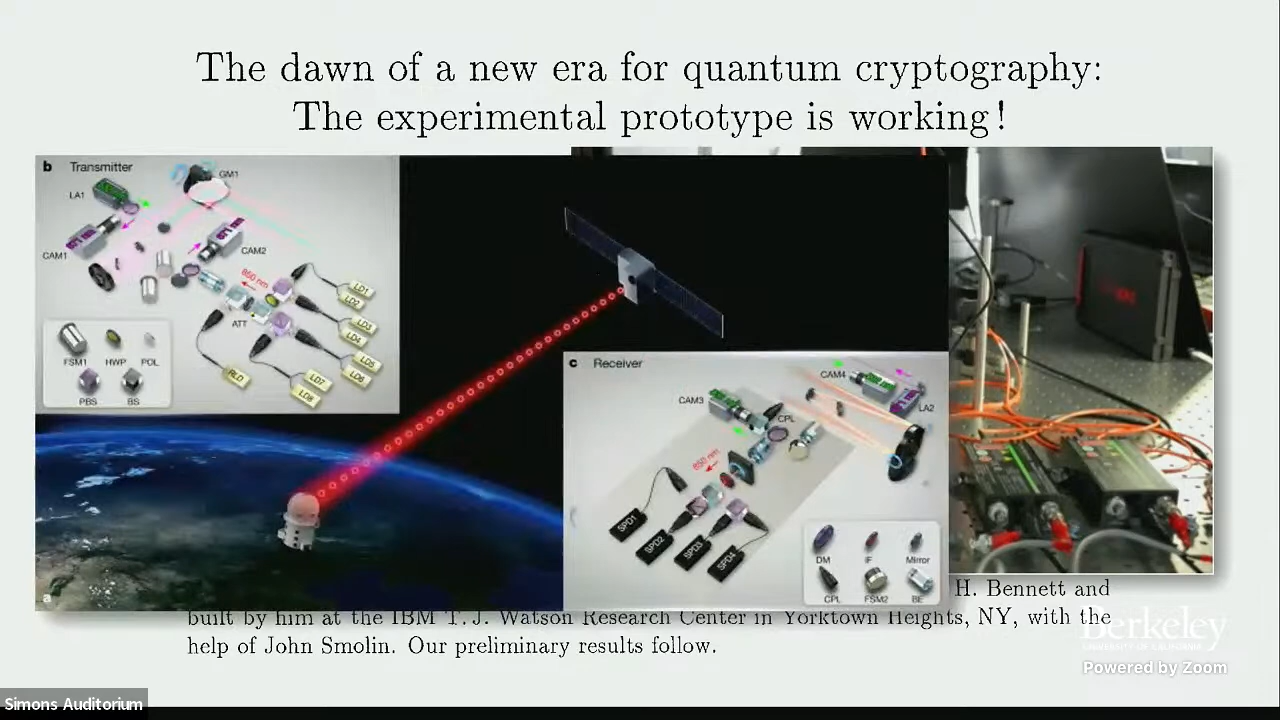 The dawn of a new era for quantum cryptography:
The experimental prototype is working!
b Transmitter
GM1
LA1
CAM1
CAM2
850 nm
ATT
LD1
LD2
LD3
LD4
LD5
LD6
LD7
LD8
RLD
FSM1 HWP POL
PBS BS
c Receiver
CAM4
CAM3
LA2
CPL
850 nm
SPD1
SPD2
SPD3
SPD4
DM IF Mirror
CPL FSM2 BE
a
H. Bennett and
built by him at the IBM T. J. Watson Research Center in Yorktown Heights, NY, with the
help of John Smolin. Our preliminary results follow.
Berkeley
UNIVERSITY OF CALIFORNIA
Powered by Zoom
Simons Auditorium